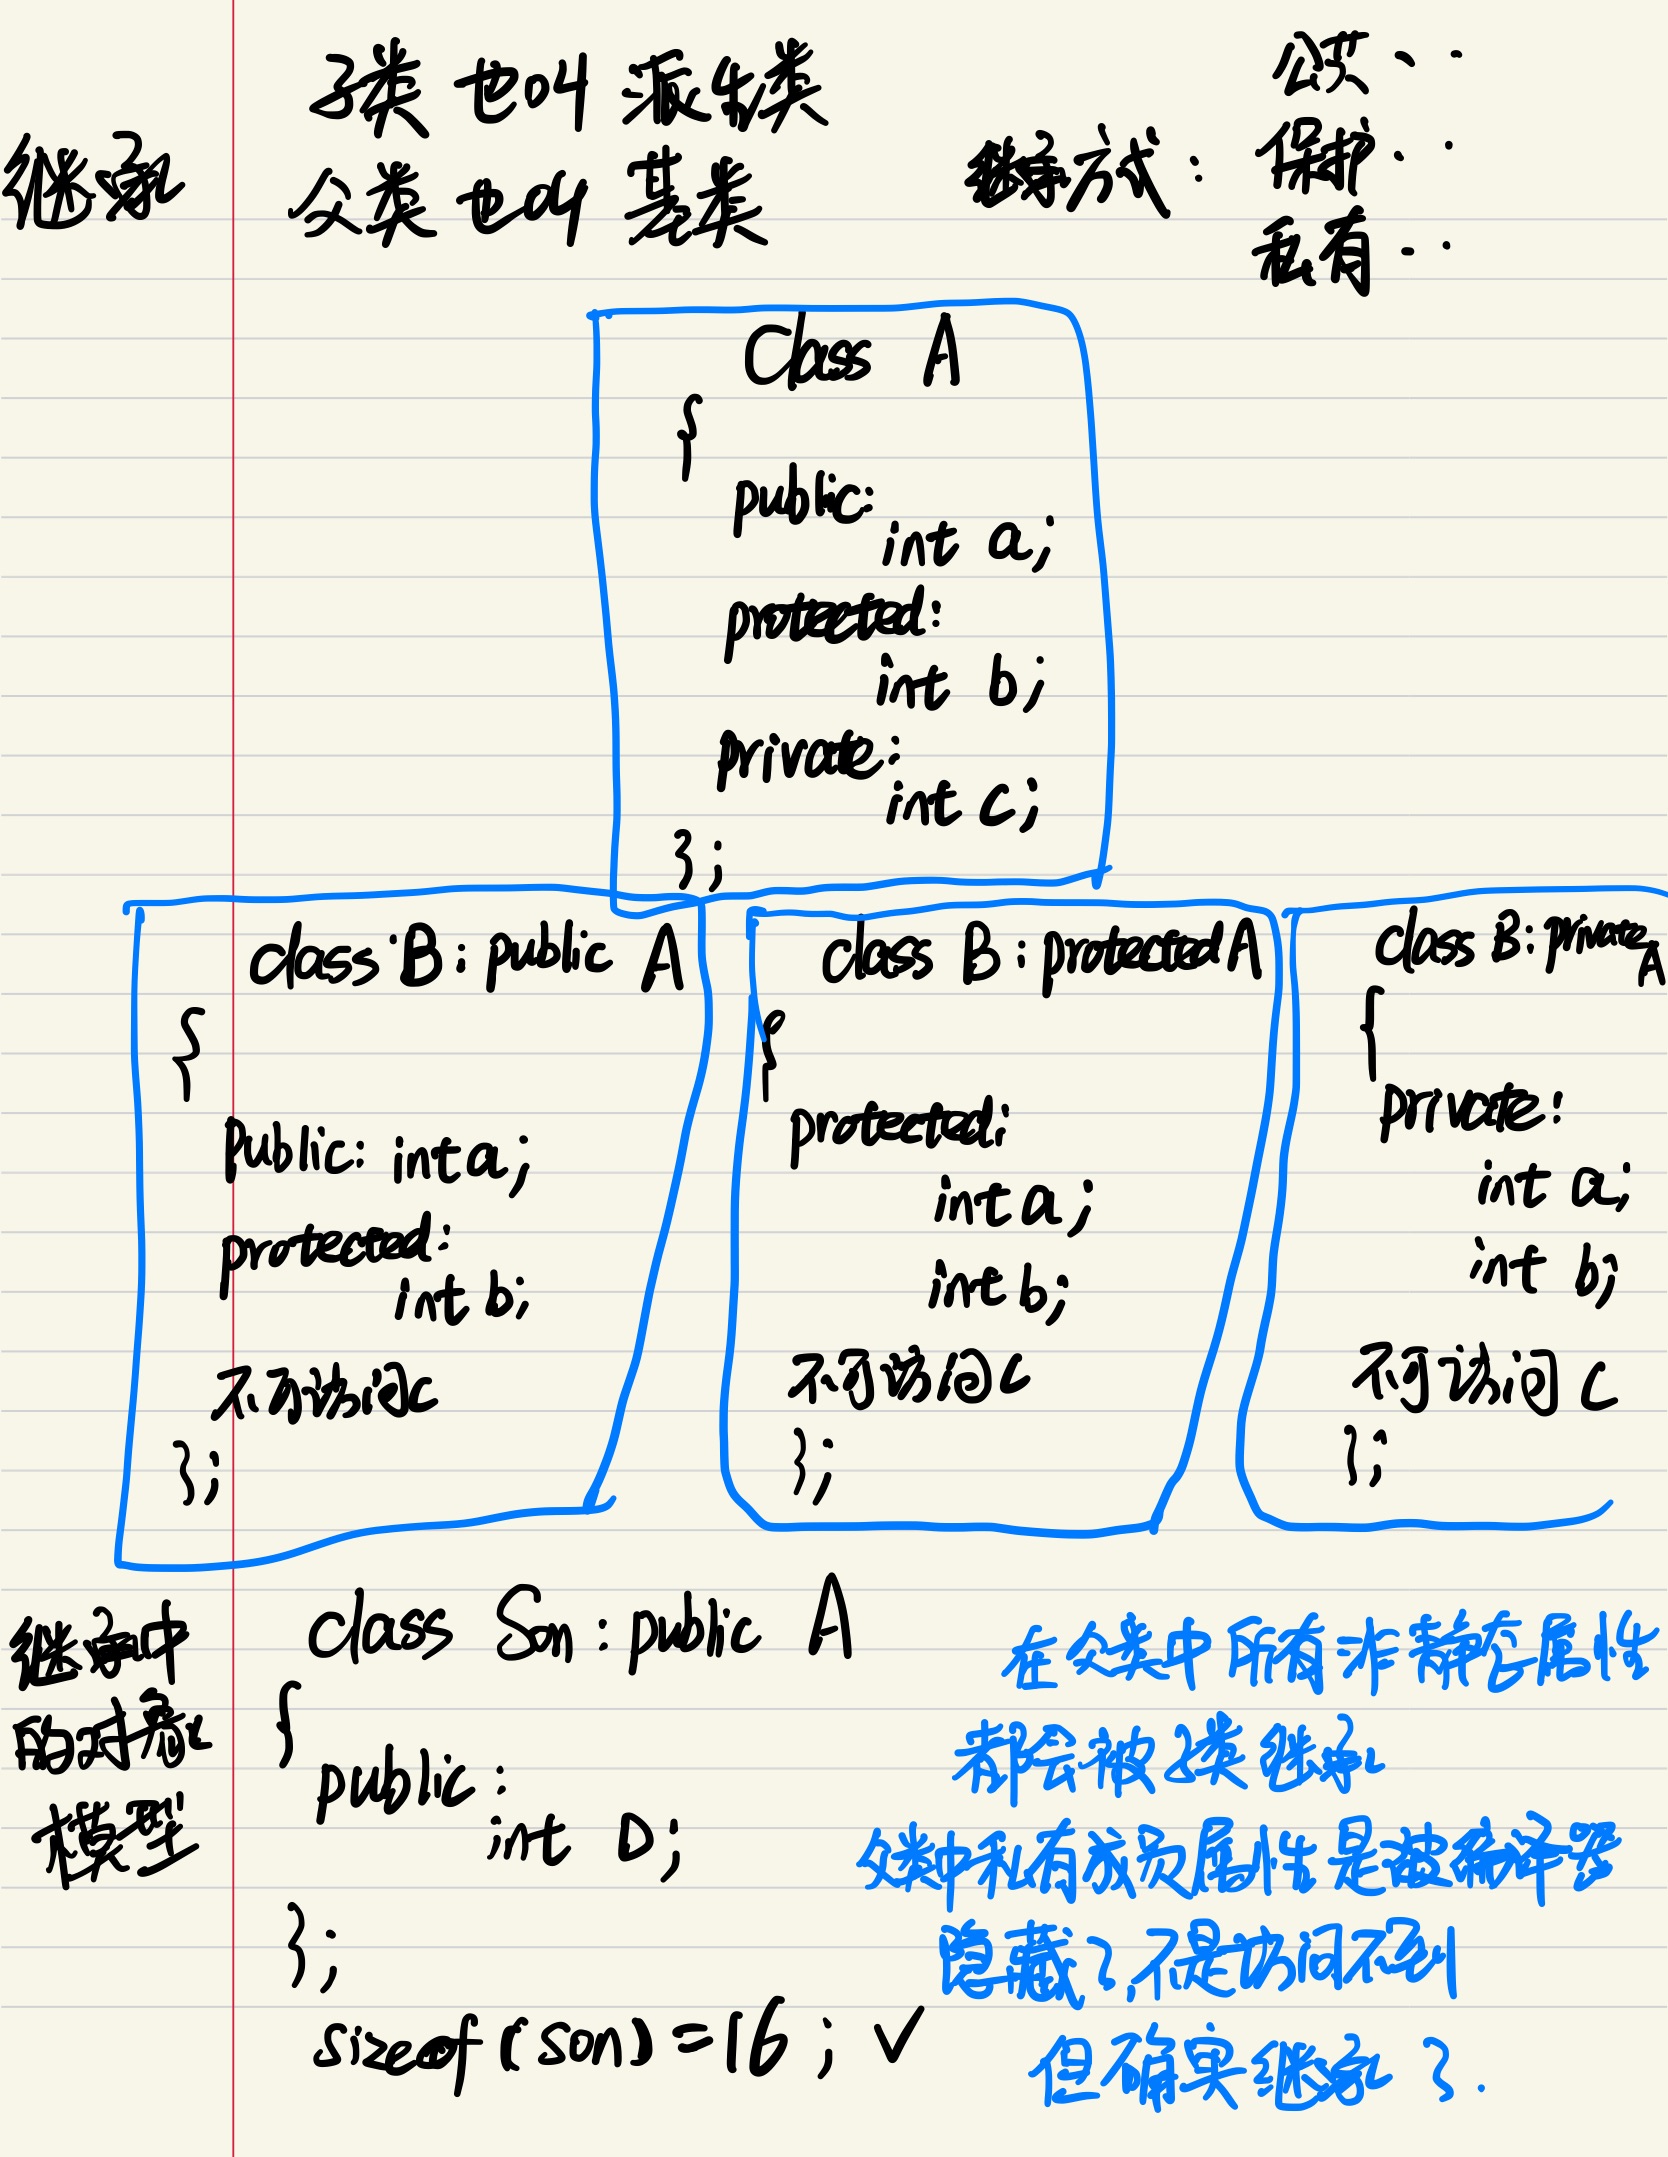 继承
子类 也叫 派生类
父类 也叫 基类
继承方式：
公共··
保护··
私有··
Class A
{
public:
int a;
protected:
int b;
private:
int c;
};
class B: public A
{
Public: int a;
protected:
int b;
不可访问c
};
class B: protected A
{
protected:
int a;
int b;
不可访问c
};
class B: private A
{
private:
int a;
int b;
不可访问c
};
继承中
的对象
模型
class Son: public A
{
public:
int D;
};
sizeof(son)=16; ✓
在父类中所有非静态属性
都会被子类继承
父类中私有成员属性是被编译器
隐藏了,不是访问不到
但确实继承了.